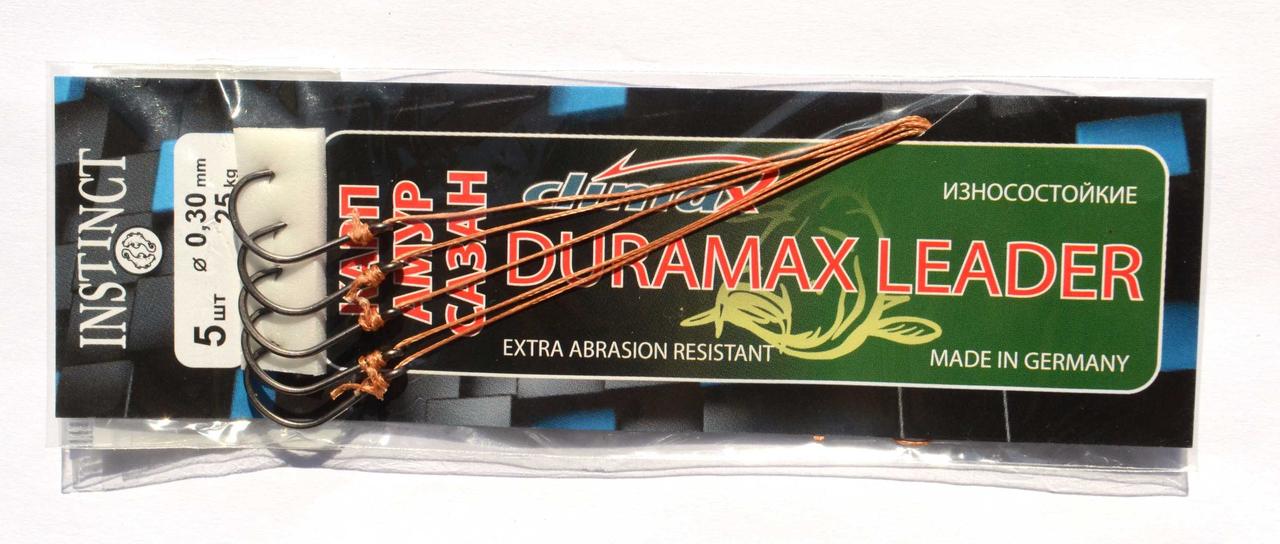 INSTINCT
5 шт
ø 0,30 mm
25 kg
КАРП
АМУР
САЗАН
climax
ИЗНОСОСТОЙКИЕ
DURAMAX LEADER
EXTRA ABRASION RESISTANT
MADE IN GERMANY